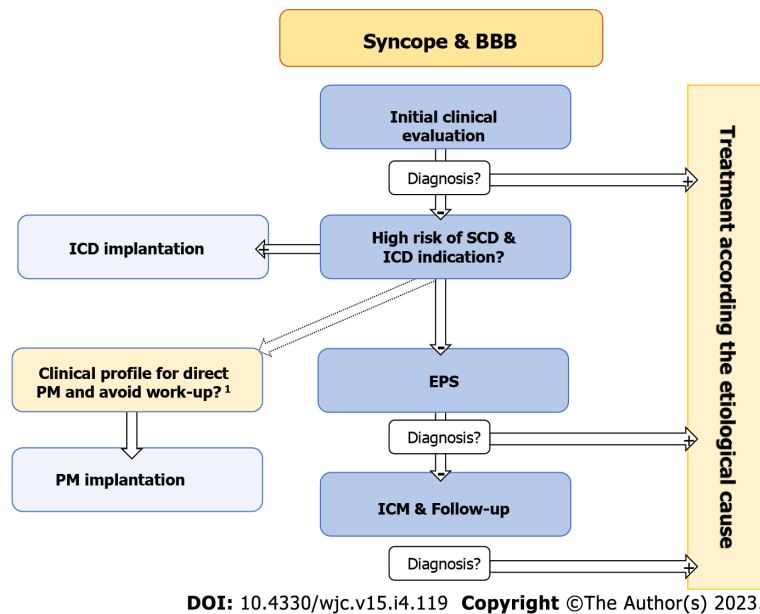 Syncope & BBB
Initial clinical
evaluation
Diagnosis?
+
-
High risk of SCD &
ICD indication?
+
ICD implantation
-
Clinical profile for direct
PM and avoid work-up? 1
PM implantation
EPS
Diagnosis?
+
-
ICM & Follow-up
Diagnosis?
+
Treatment according the etiological cause
DOI: 10.4330/wjc.v15.i4.119 Copyright ©The Author(s) 2023.